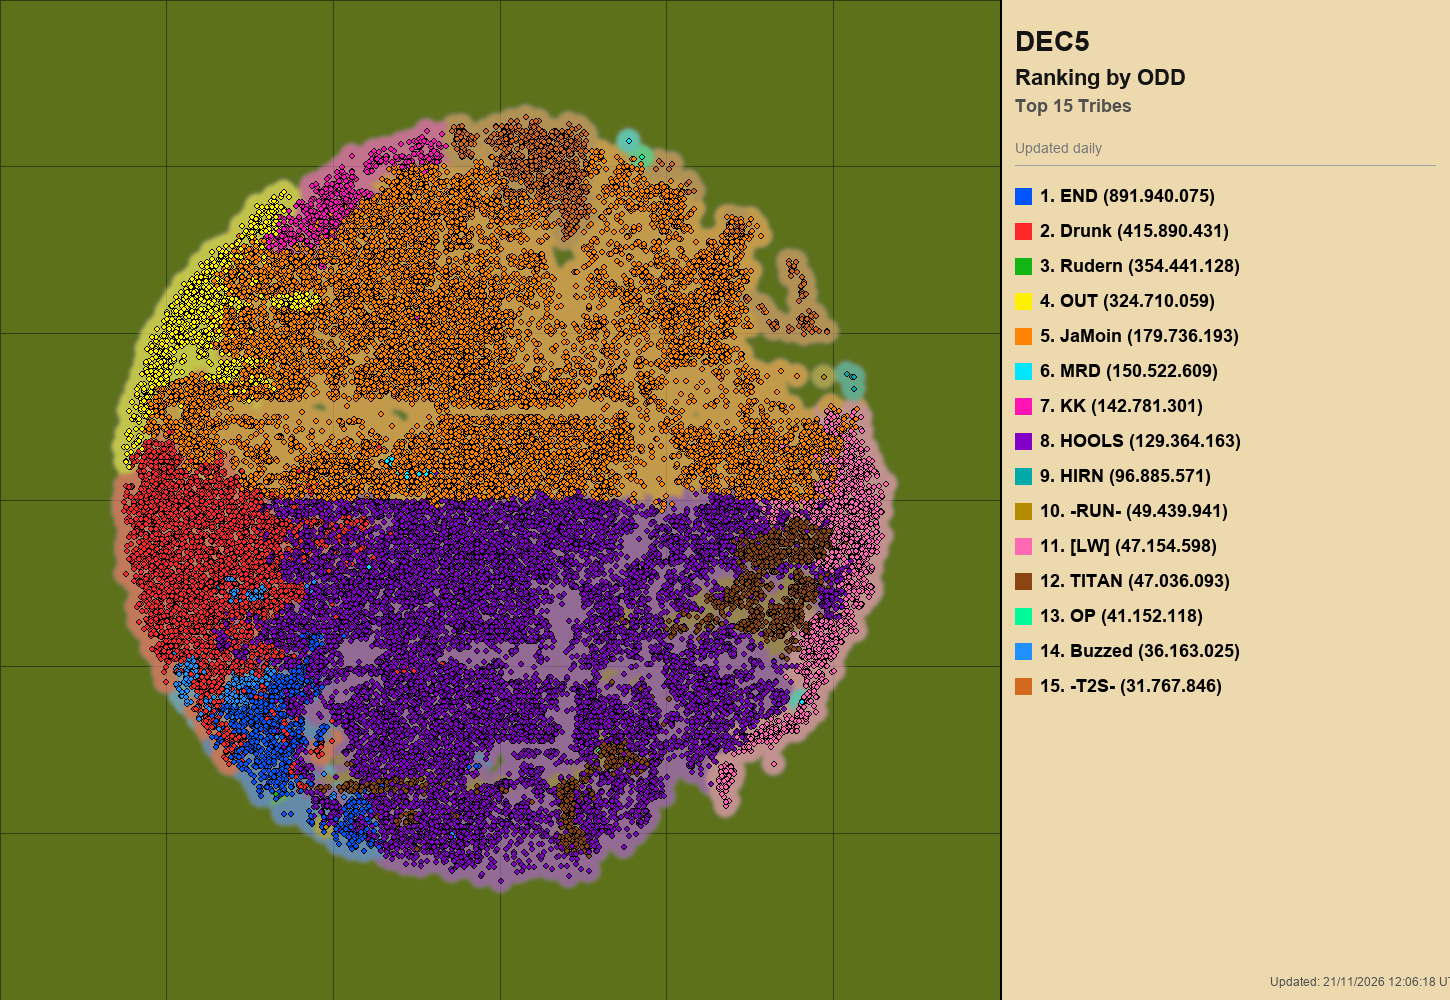 DEC5
Ranking by ODD
Top 15 Tribes
Updated daily
1. END (891.940.075)
2. Drunk (415.890.431)
3. Rudern (354.441.128)
4. OUT (324.710.059)
5. JaMoin (179.736.193)
6. MRD (150.522.609)
7. KK (142.781.301)
8. HOOLS (129.364.163)
9. HIRN (96.885.571)
10. -RUN- (49.439.941)
11. [LW] (47.154.598)
12. TITAN (47.036.093)
13. OP (41.152.118)
14. Buzzed (36.163.025)
15. -T2S- (31.767.846)
Updated: 21/11/2026 12:06:18